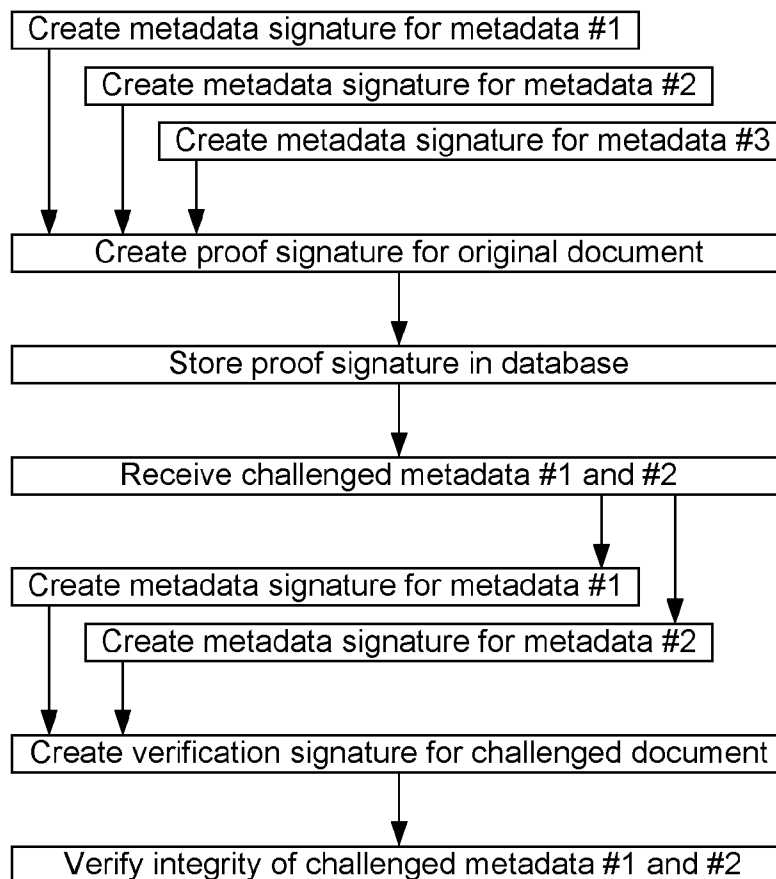 Create metadata signature for metadata #1
Create metadata signature for metadata #2
Create metadata signature for metadata #3
Create proof signature for original document
Store proof signature in database
Receive challenged metadata #1 and #2
Create metadata signature for metadata #1
Create metadata signature for metadata #2
Create verification signature for challenged document
Verify integrity of challenged metadata #1 and #2